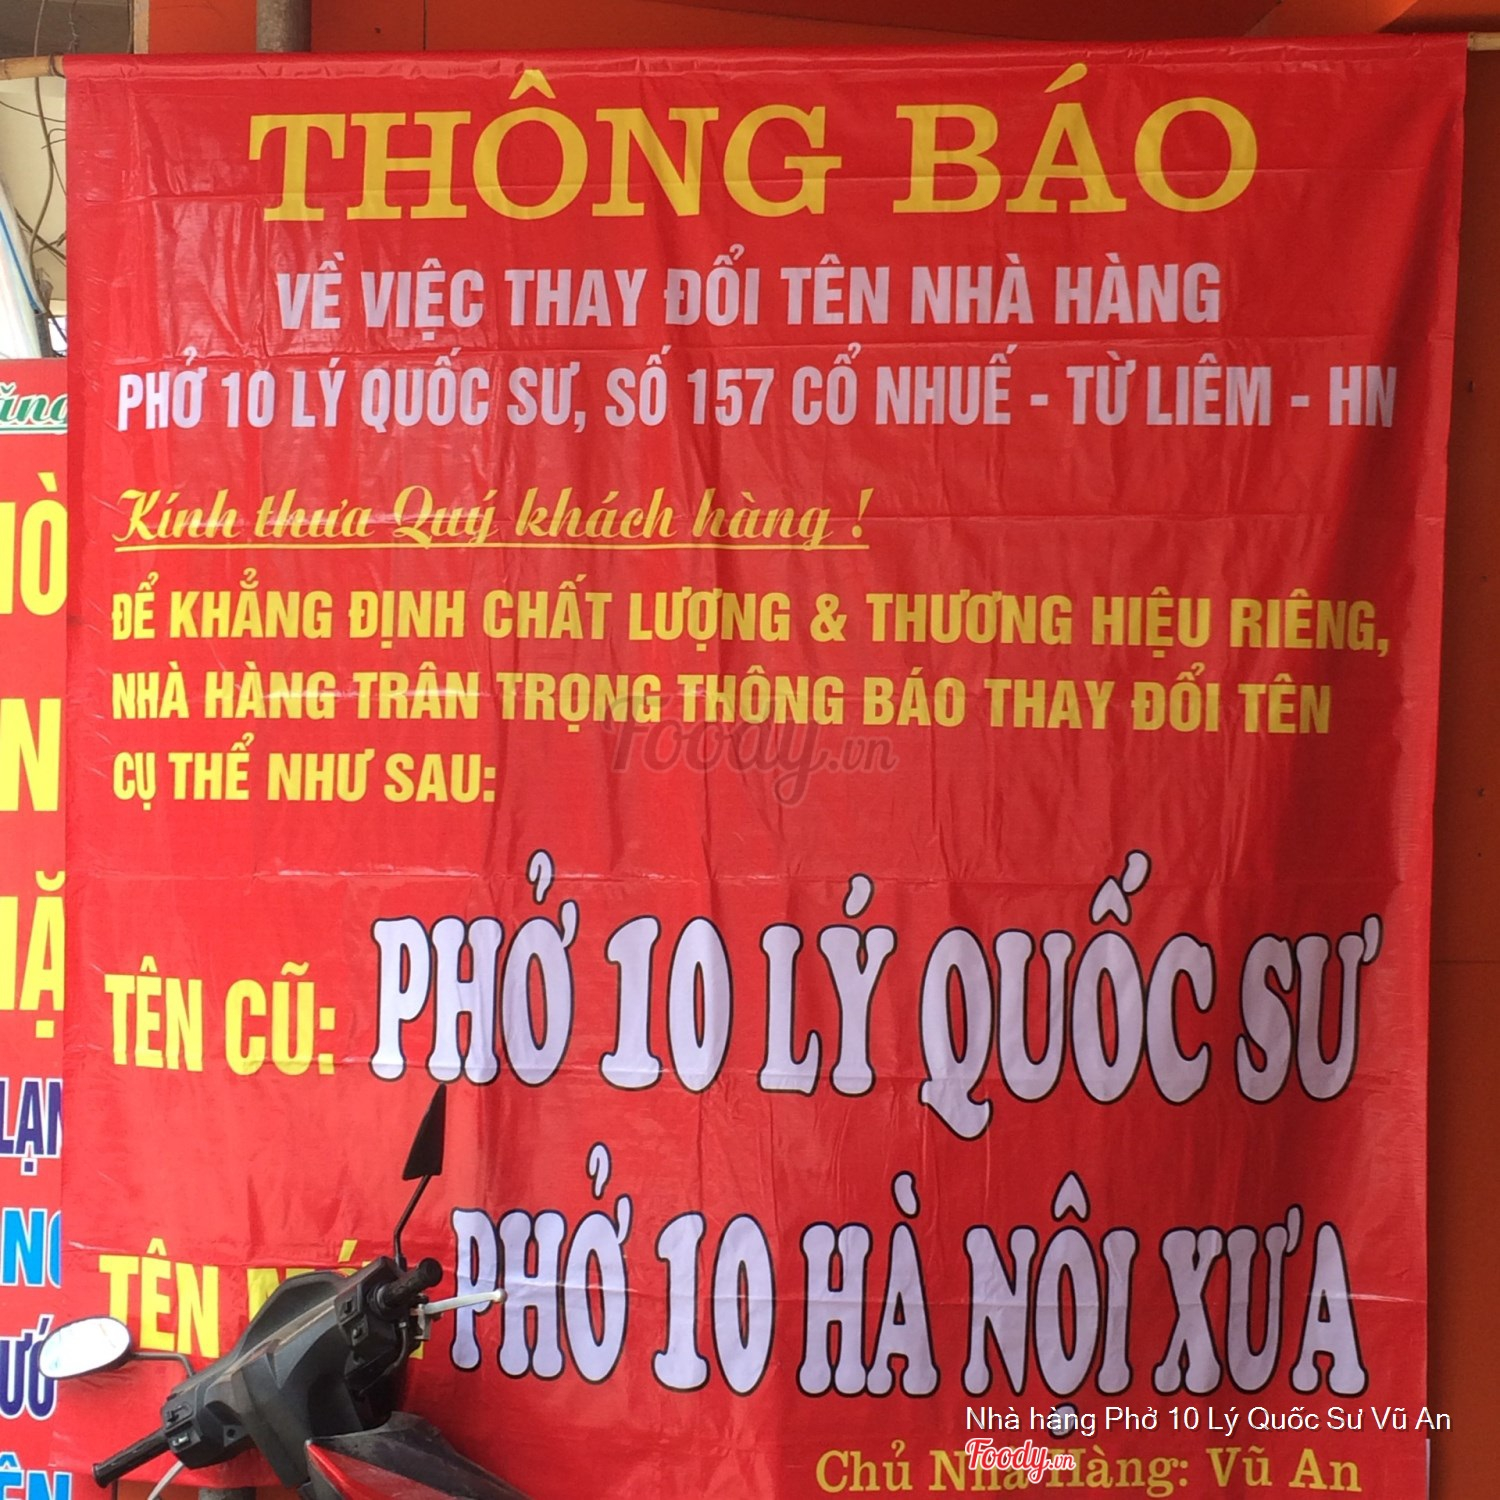 THÔNG BÁO
VỀ VIỆC THAY ĐỔI TÊN NHÀ HÀNG
PHỞ 10 LÝ QUỐC SƯ, SỐ 157 CỔ NHUẾ - TỪ LIÊM - HN
Kính thưa Quý khách hàng !
ĐỂ KHẲNG ĐỊNH CHẤT LƯỢNG & THƯƠNG HIỆU RIÊNG,
NHÀ HÀNG TRÂN TRỌNG THÔNG BÁO THAY ĐỔI TÊN
CỤ THỂ NHƯ SAU:
Foody.vn
TÊN CŨ: PHỞ 10 LÝ QUỐC SƯ
TÊN PHỞ 10 HÀ NỘI XƯA
Nhà hàng Phở 10 Lý Quốc Sư Vũ An
Foody.vn
Chủ Nhà Hàng: Vũ An